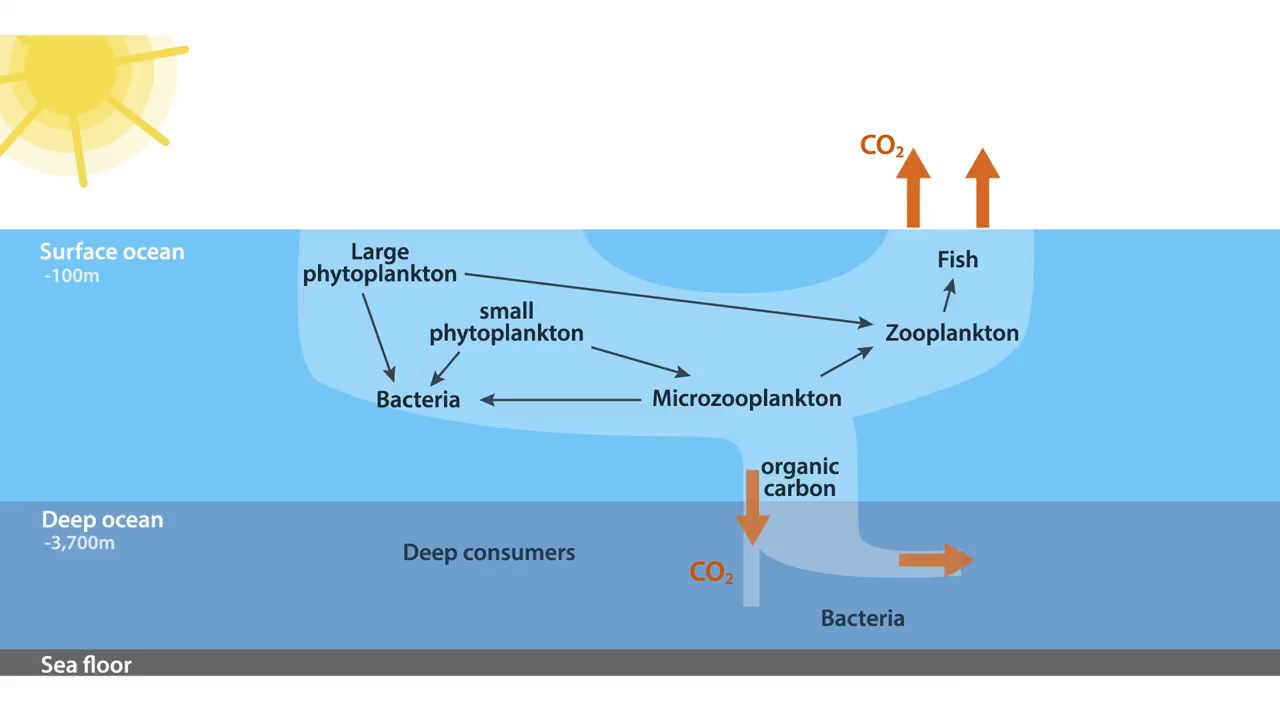 CO₂
Surface ocean
-100m
Large
phytoplankton
Fish
small
phytoplankton
Zooplankton
Bacteria
Microzooplankton
organic
carbon
Deep ocean
-3,700m
Deep consumers
CO₂
Bacteria
Sea floor